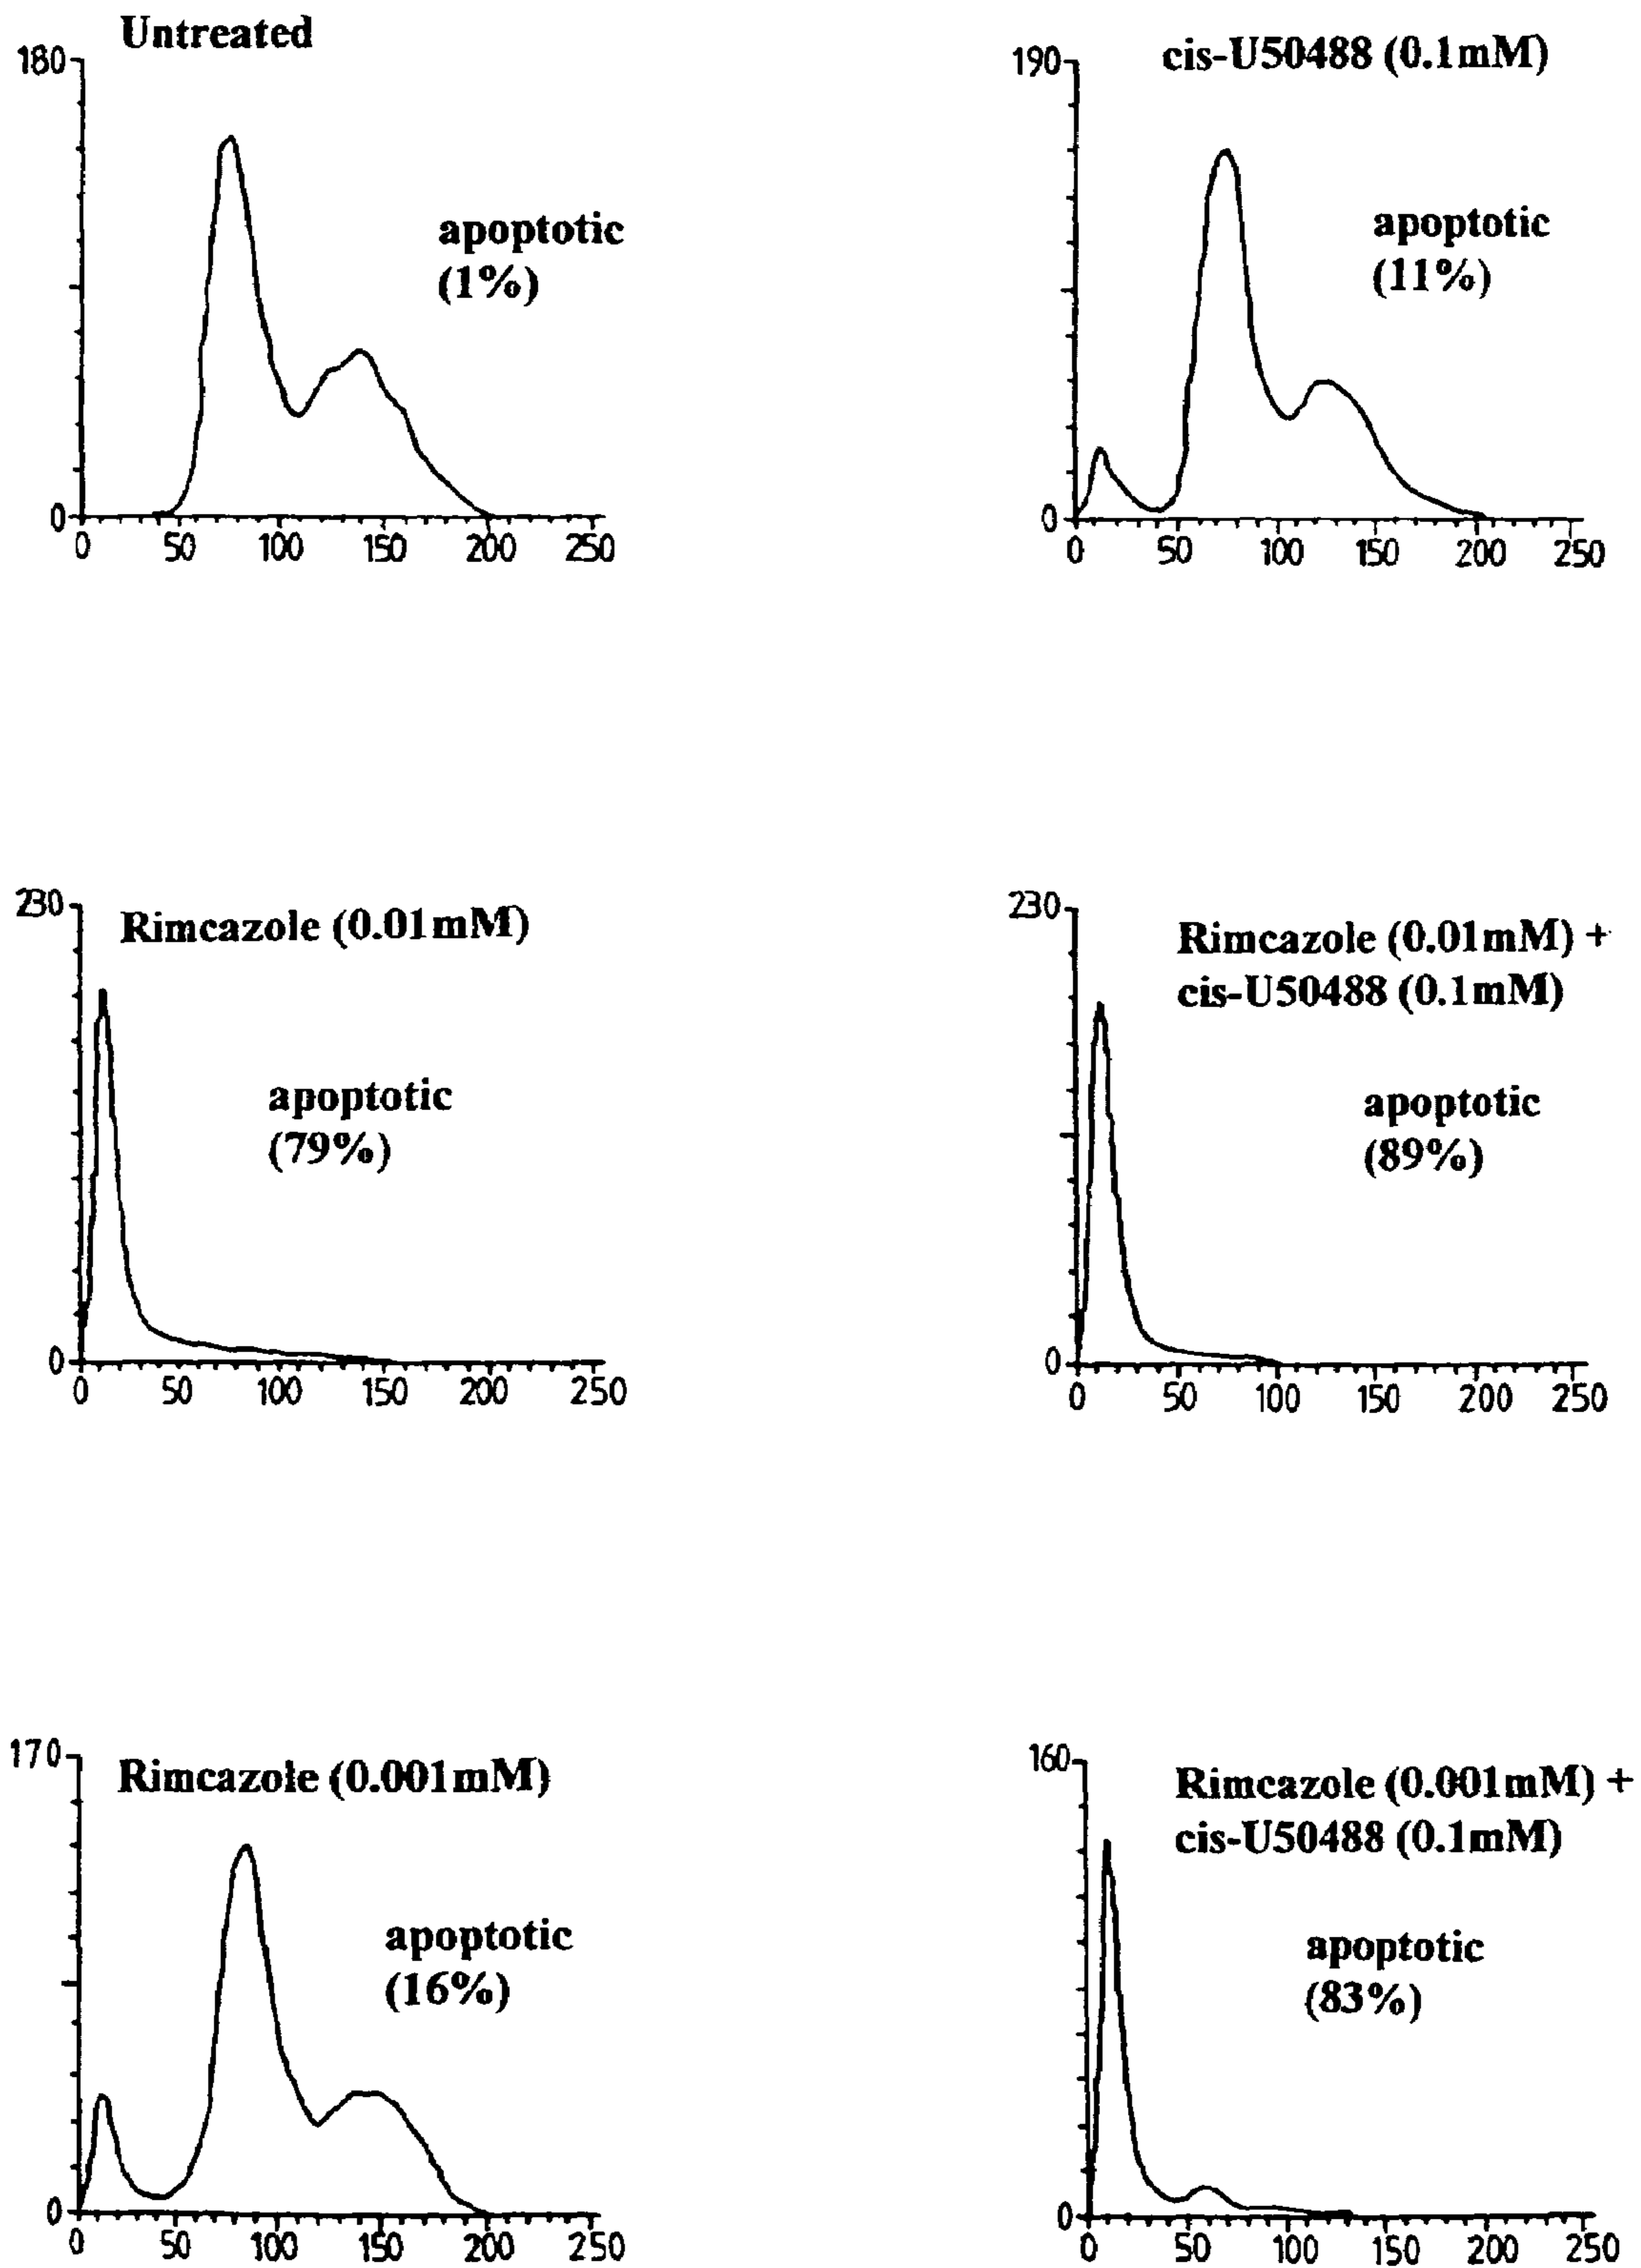 Untreated
180
apoptotic
(1%)
0
0 50 100 150 200 250
cis-U50488 (0.1mM)
190
apoptotic
(11%)
0
0 50 100 150 200 250
230
Rimcazole (0.01mM)
apoptotic
(79%)
0
0 50 100 150 200 250
230
Rimcazole (0.01mM) +
cis-U50488 (0.1mM)
apoptotic
(89%)
0
0 50 100 150 200 250
170
Rimcazole (0.001mM)
apoptotic
(16%)
0
0 50 100 150 200 250
160
Rimcazole (0.001mM) +
cis-U50488 (0.1mM)
apoptotic
(83%)
0
0 50 100 150 200 250